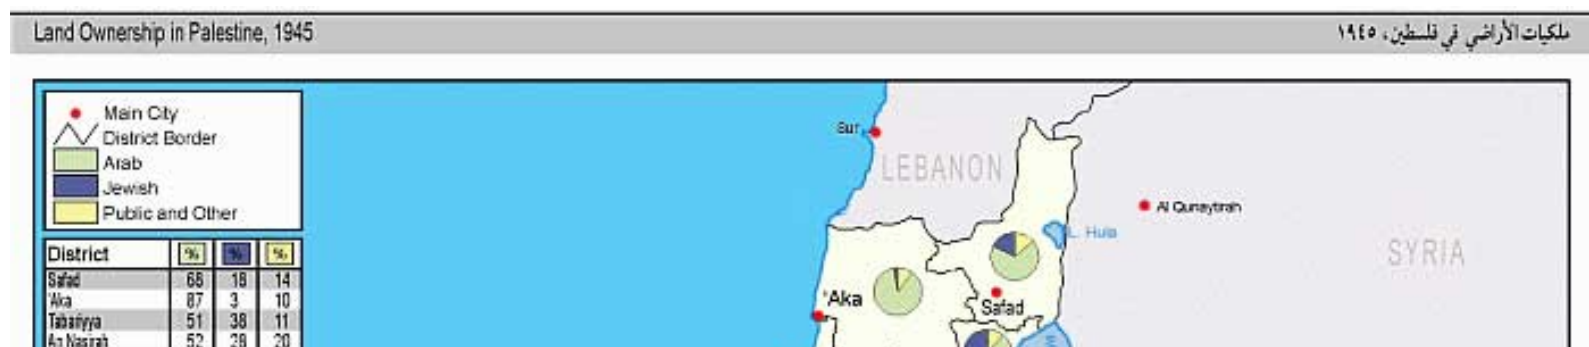 Land Ownership in Palestine, 1945
ملكيات الأراضي في فلسطين، ١٩٤٥
Main City
District Border
Arab
Jewish
Public and Other
District % % %
Safad 68 18 14
'Aka 87 3 10
Tabariyya 51 38 11
An Nasirah 52 28 20
Sur
LEBANON
Al Qunaytirah
L. Hula
SYRIA
'Aka
Safad